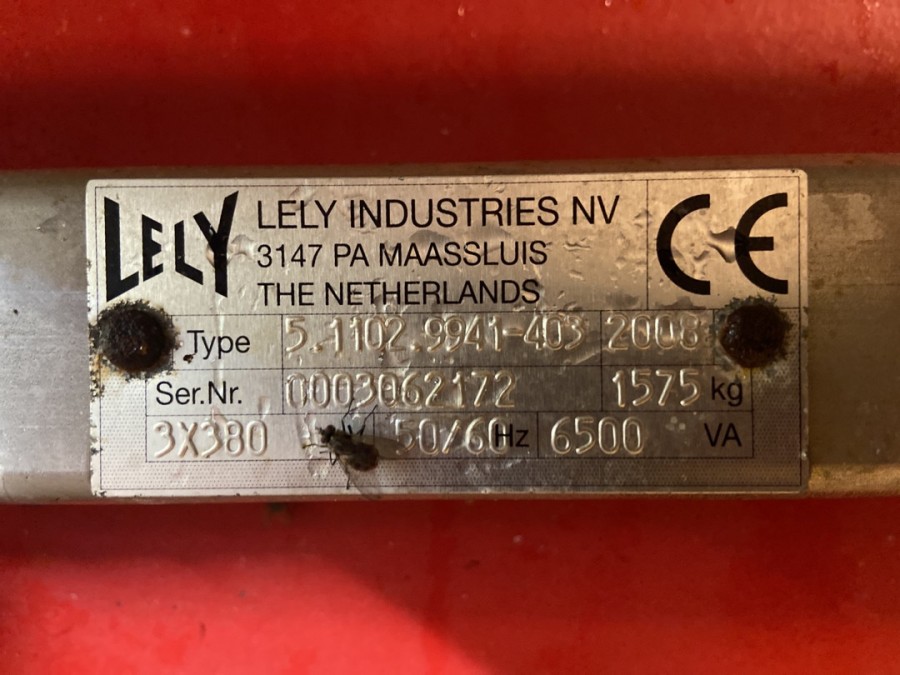 LELY
LELY INDUSTRIES NV
3147 PA MAASSLUIS
THE NETHERLANDS
CE
Type 5.1102.9941-403 2008
Ser.Nr. 0003062172 1575 kg
3X380 50/60 Hz 6500 VA